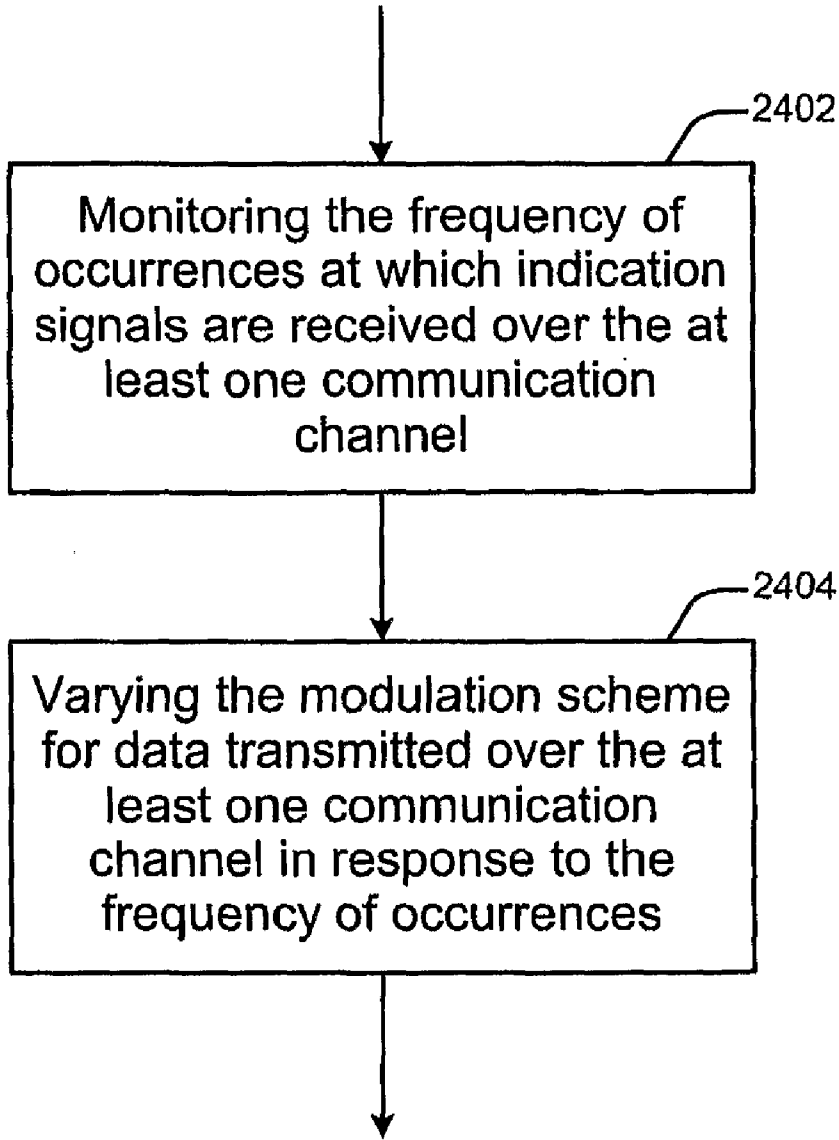 2402
Monitoring the frequency of
occurrences at which indication
signals are received over the at
least one communication
channel
2404
Varying the modulation scheme
for data transmitted over the at
least one communication
channel in response to the
frequency of occurrences